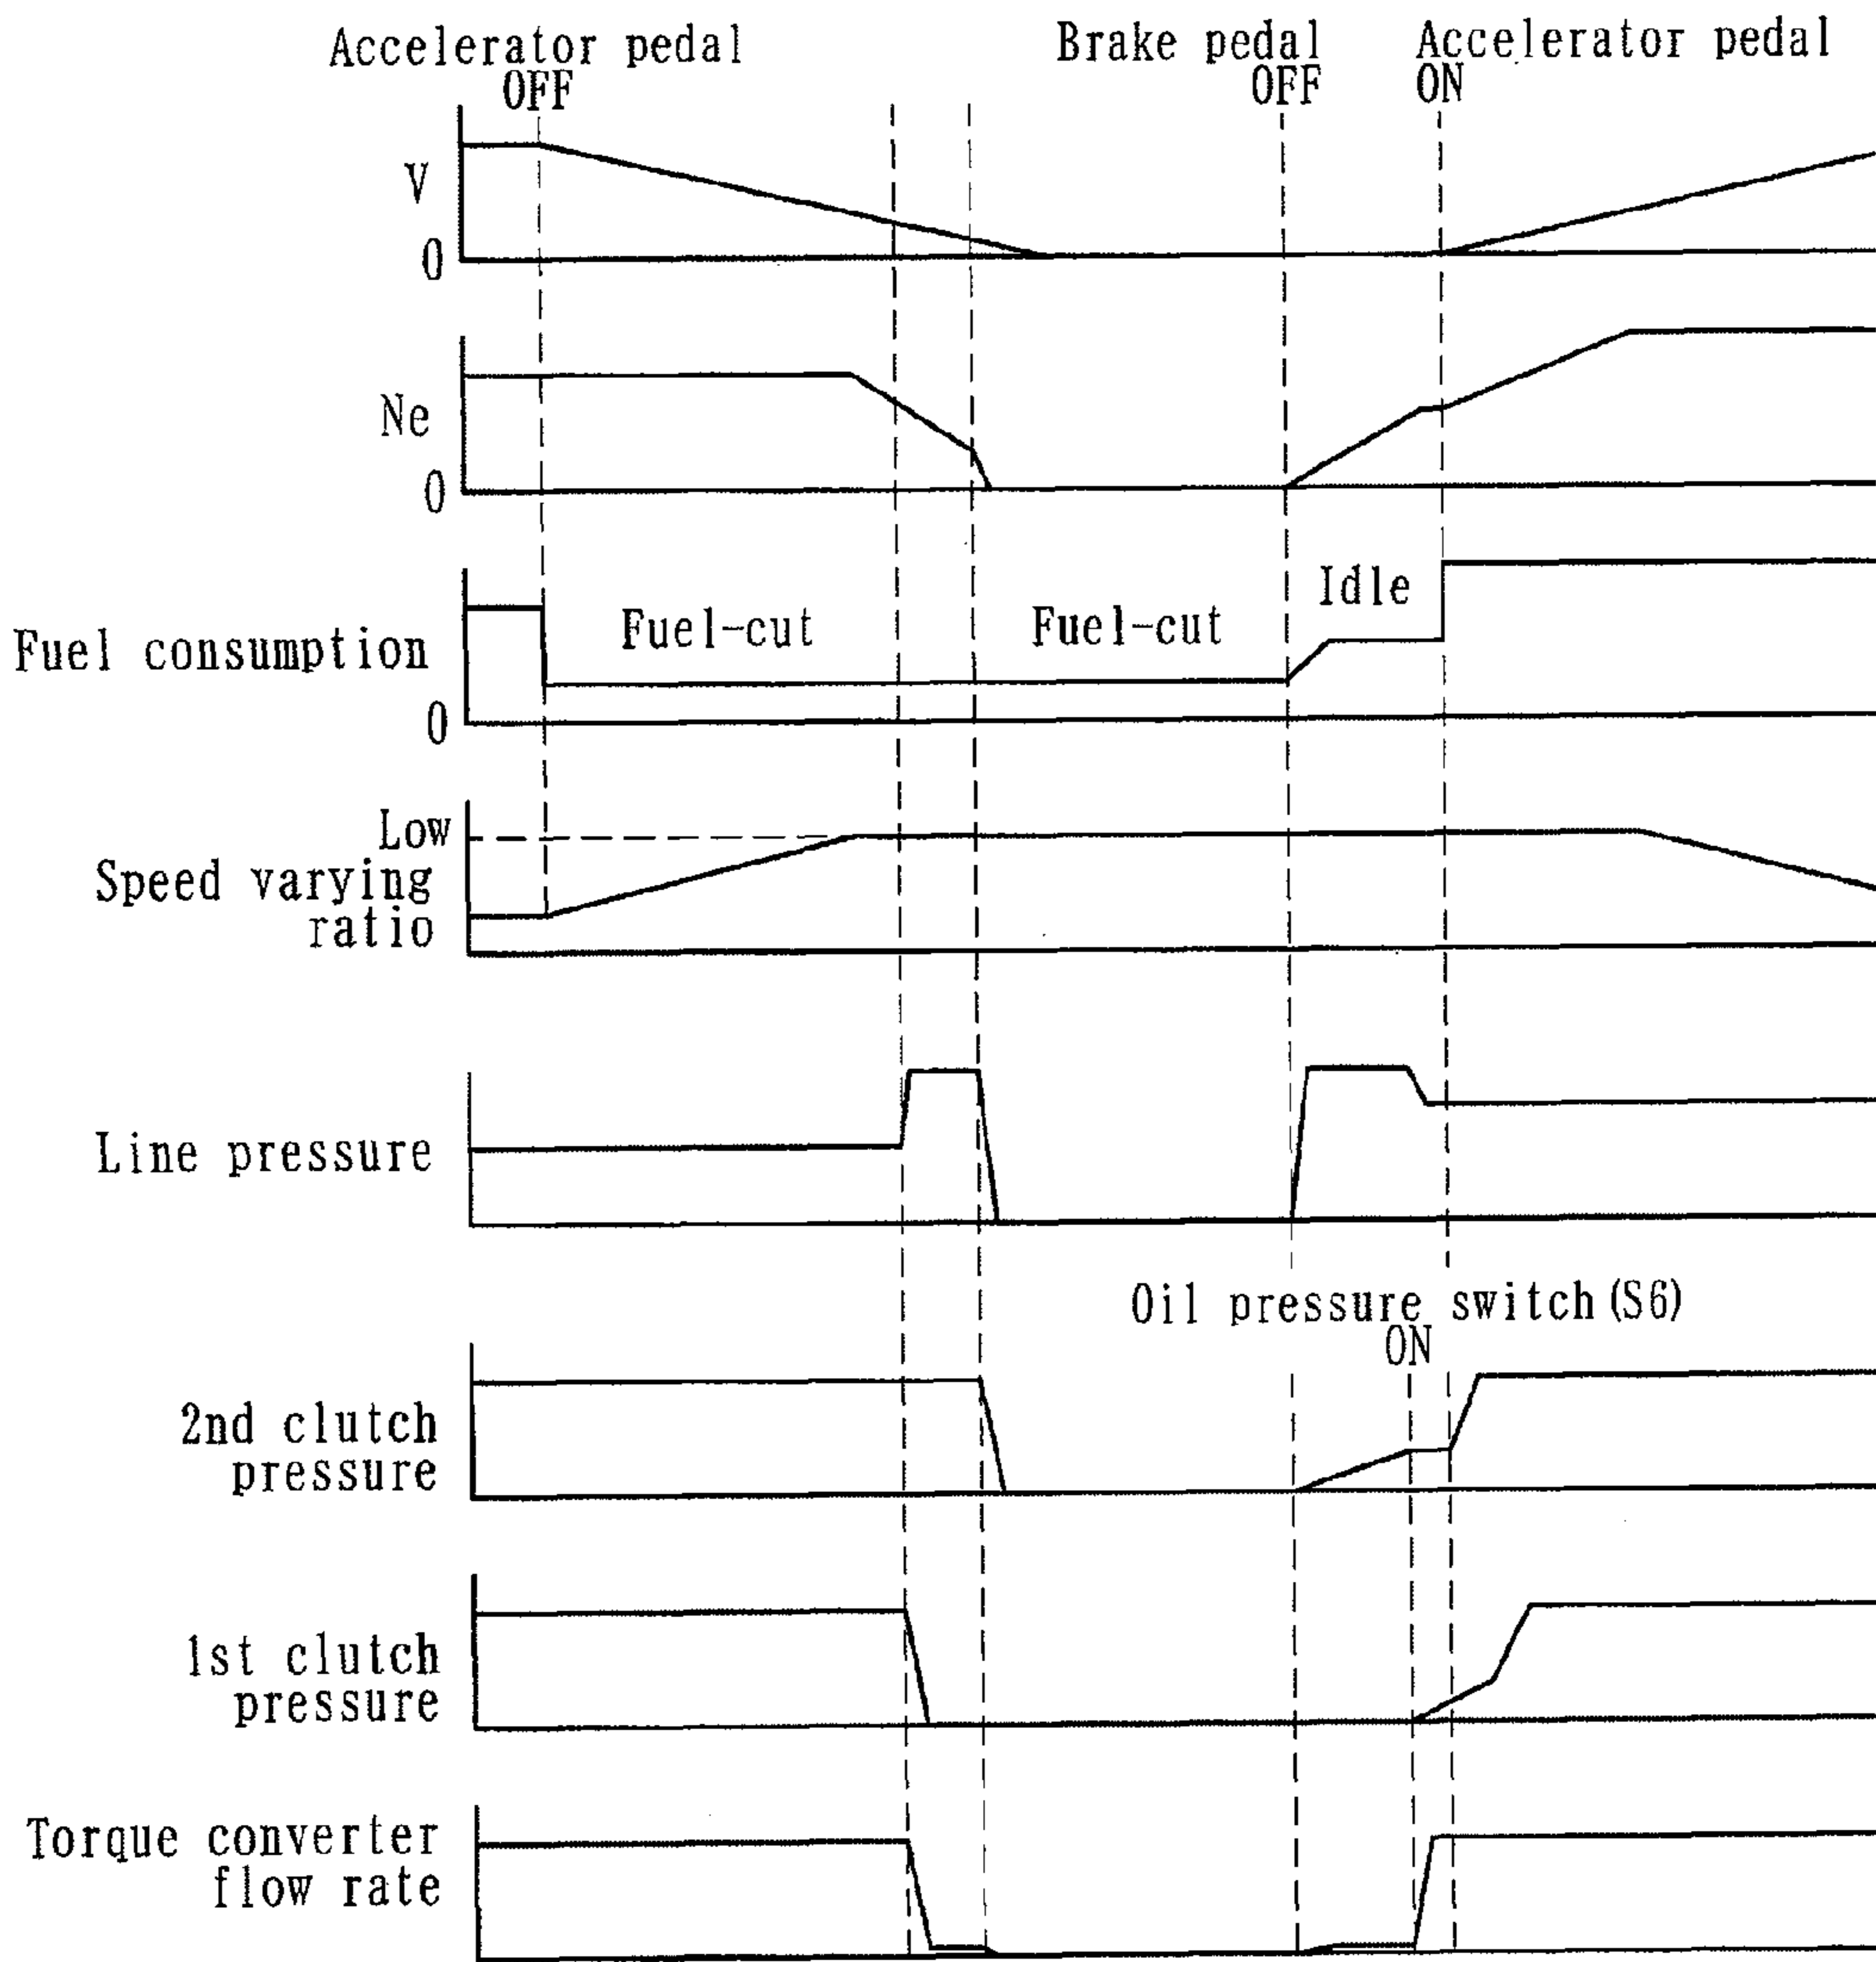 Accelerator pedal
OFF
Brake pedal
OFF
Accelerator pedal
ON
V
0
Ne
0
Fuel consumption
Fuel-cut
Fuel-cut
Idle
0
Low
Speed varying
ratio
Line pressure
Oil pressure switch(S6)
ON
2nd clutch
pressure
1st clutch
pressure
Torque converter
flow rate